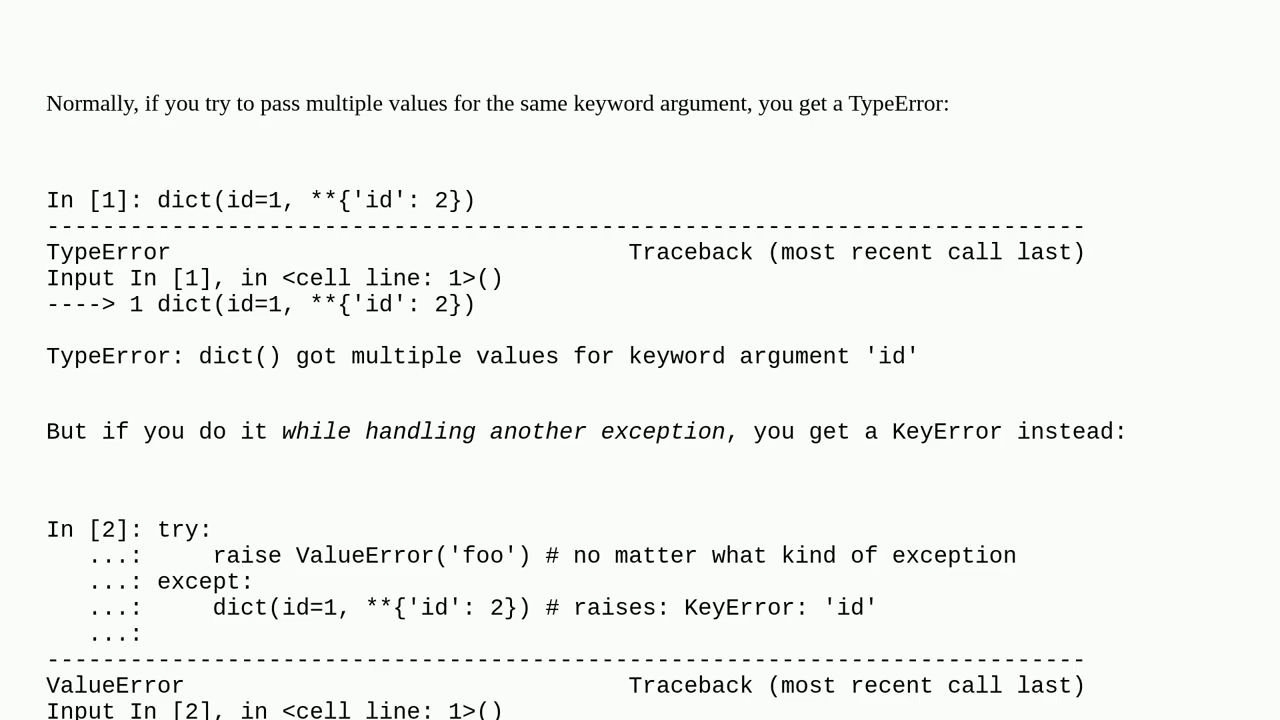 Normally, if you try to pass multiple values for the same keyword argument, you get a TypeError:
In [1]: dict(id=1, **{'id': 2})
---------------------------------------------------------------------------
TypeError                                 Traceback (most recent call last)
Input In [1], in <cell line: 1>()
----> 1 dict(id=1, **{'id': 2})
TypeError: dict() got multiple values for keyword argument 'id'
But if you do it while handling another exception, you get a KeyError instead:
In [2]: try:
   ...:     raise ValueError('foo') # no matter what kind of exception
   ...: except:
   ...:     dict(id=1, **{'id': 2}) # raises: KeyError: 'id'
   ...:
---------------------------------------------------------------------------
ValueError                                Traceback (most recent call last)
Input In [2], in <cell line: 1>()